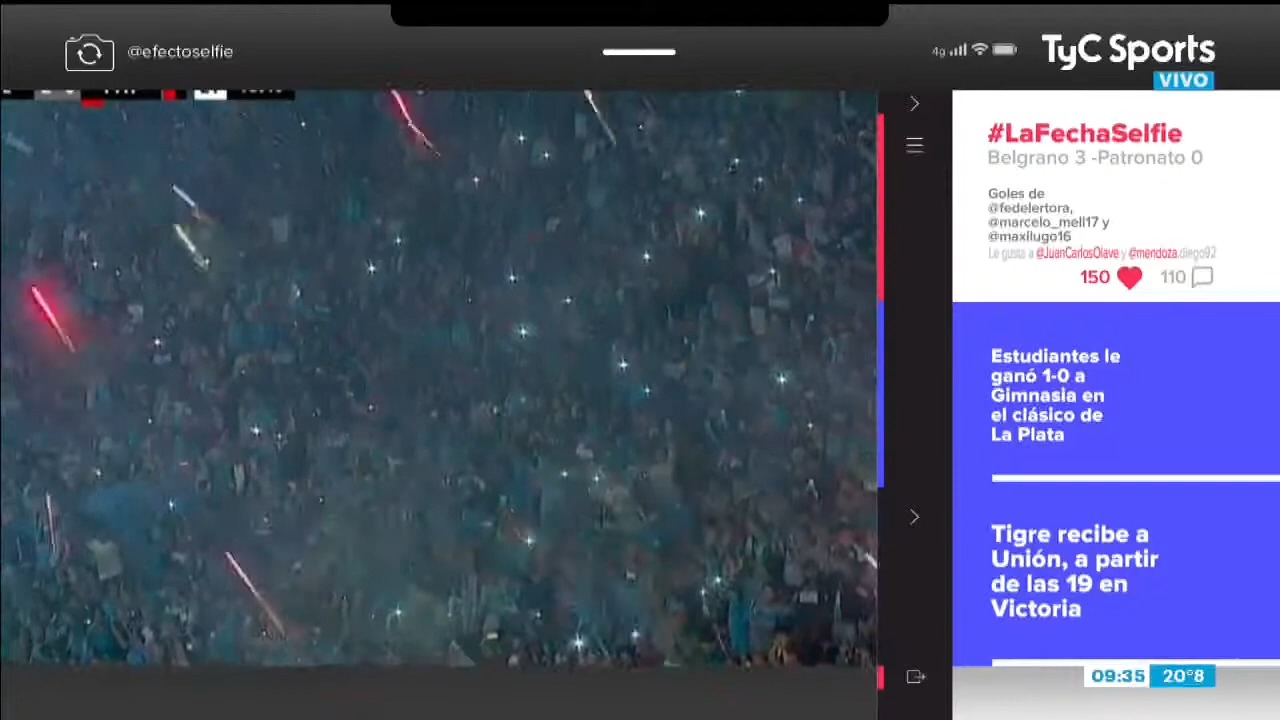 @efectoselfie
4g
TyC Sports
VIVO
#LaFechaSelfie
Belgrano 3 -Patronato 0
Goles de
@fedelertora,
@marcelo_mell17 y
@maxilugo16
Le gusta a @JuanCarlosOlave y @mendoza.diego92
150
110
Estudiantes le
ganó 1-0 a
Gimnasia en
el clásico de
La Plata
Tigre recibe a
Unión, a partir
de las 19 en
Victoria
09:35 20°8